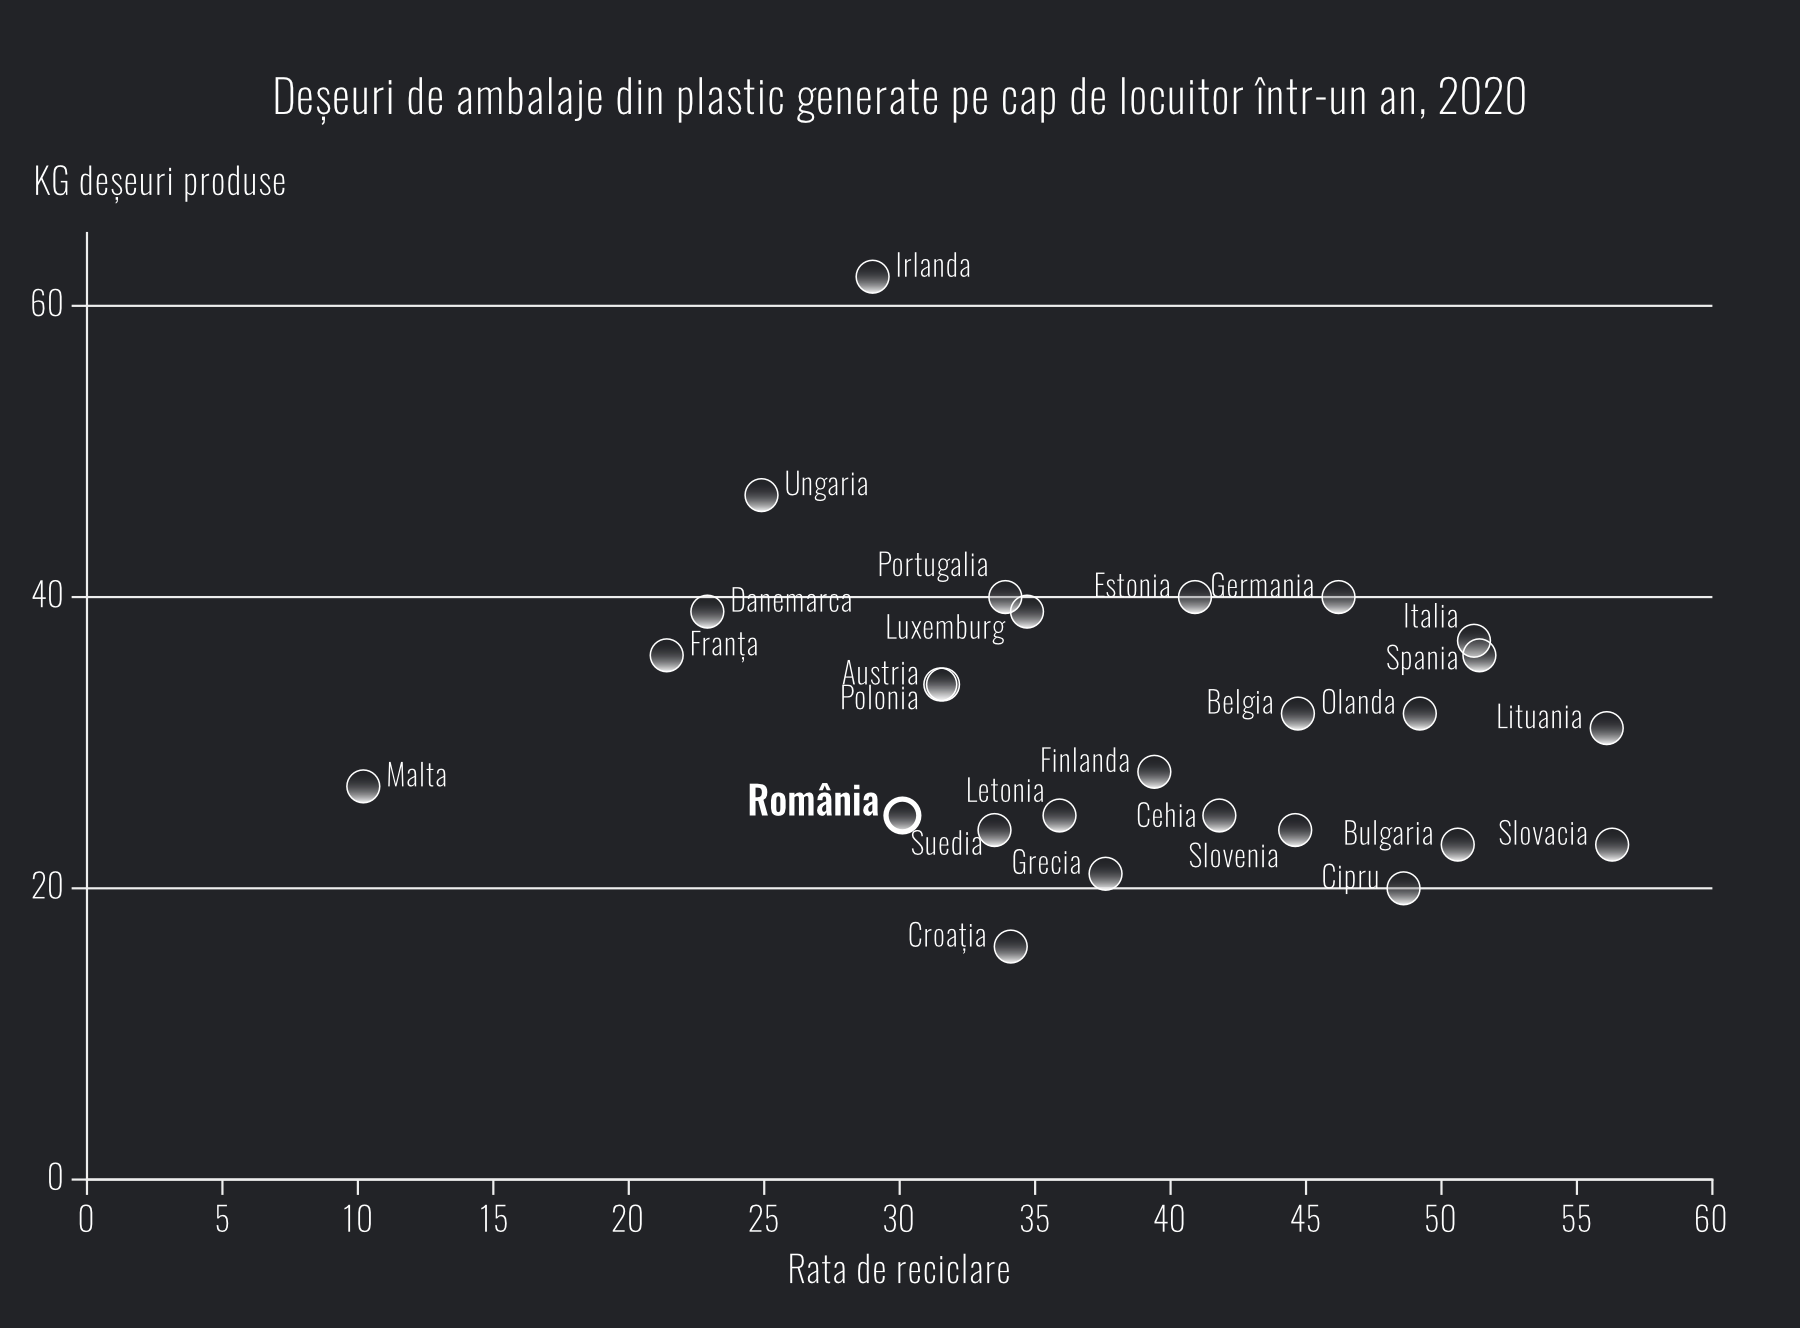 Deșeuri de ambalaje din plastic generate pe cap de locuitor într-un an, 2020
KG deșeuri produse
Irlanda
60
Ungaria
Portugalia
Estonia
Germania
40
Danemarca
Italia
Luxemburg
Franța
Spania
Austria
Polonia
Belgia
Olanda
Lituania
Finlanda
Malta
Letonia
România
Cehia
Suedia
Bulgaria
Slovacia
Slovenia
Grecia
Cipru
20
Croația
0
0 5 10 15 20 25 30 35 40 45 50 55 60
Rata de reciclare